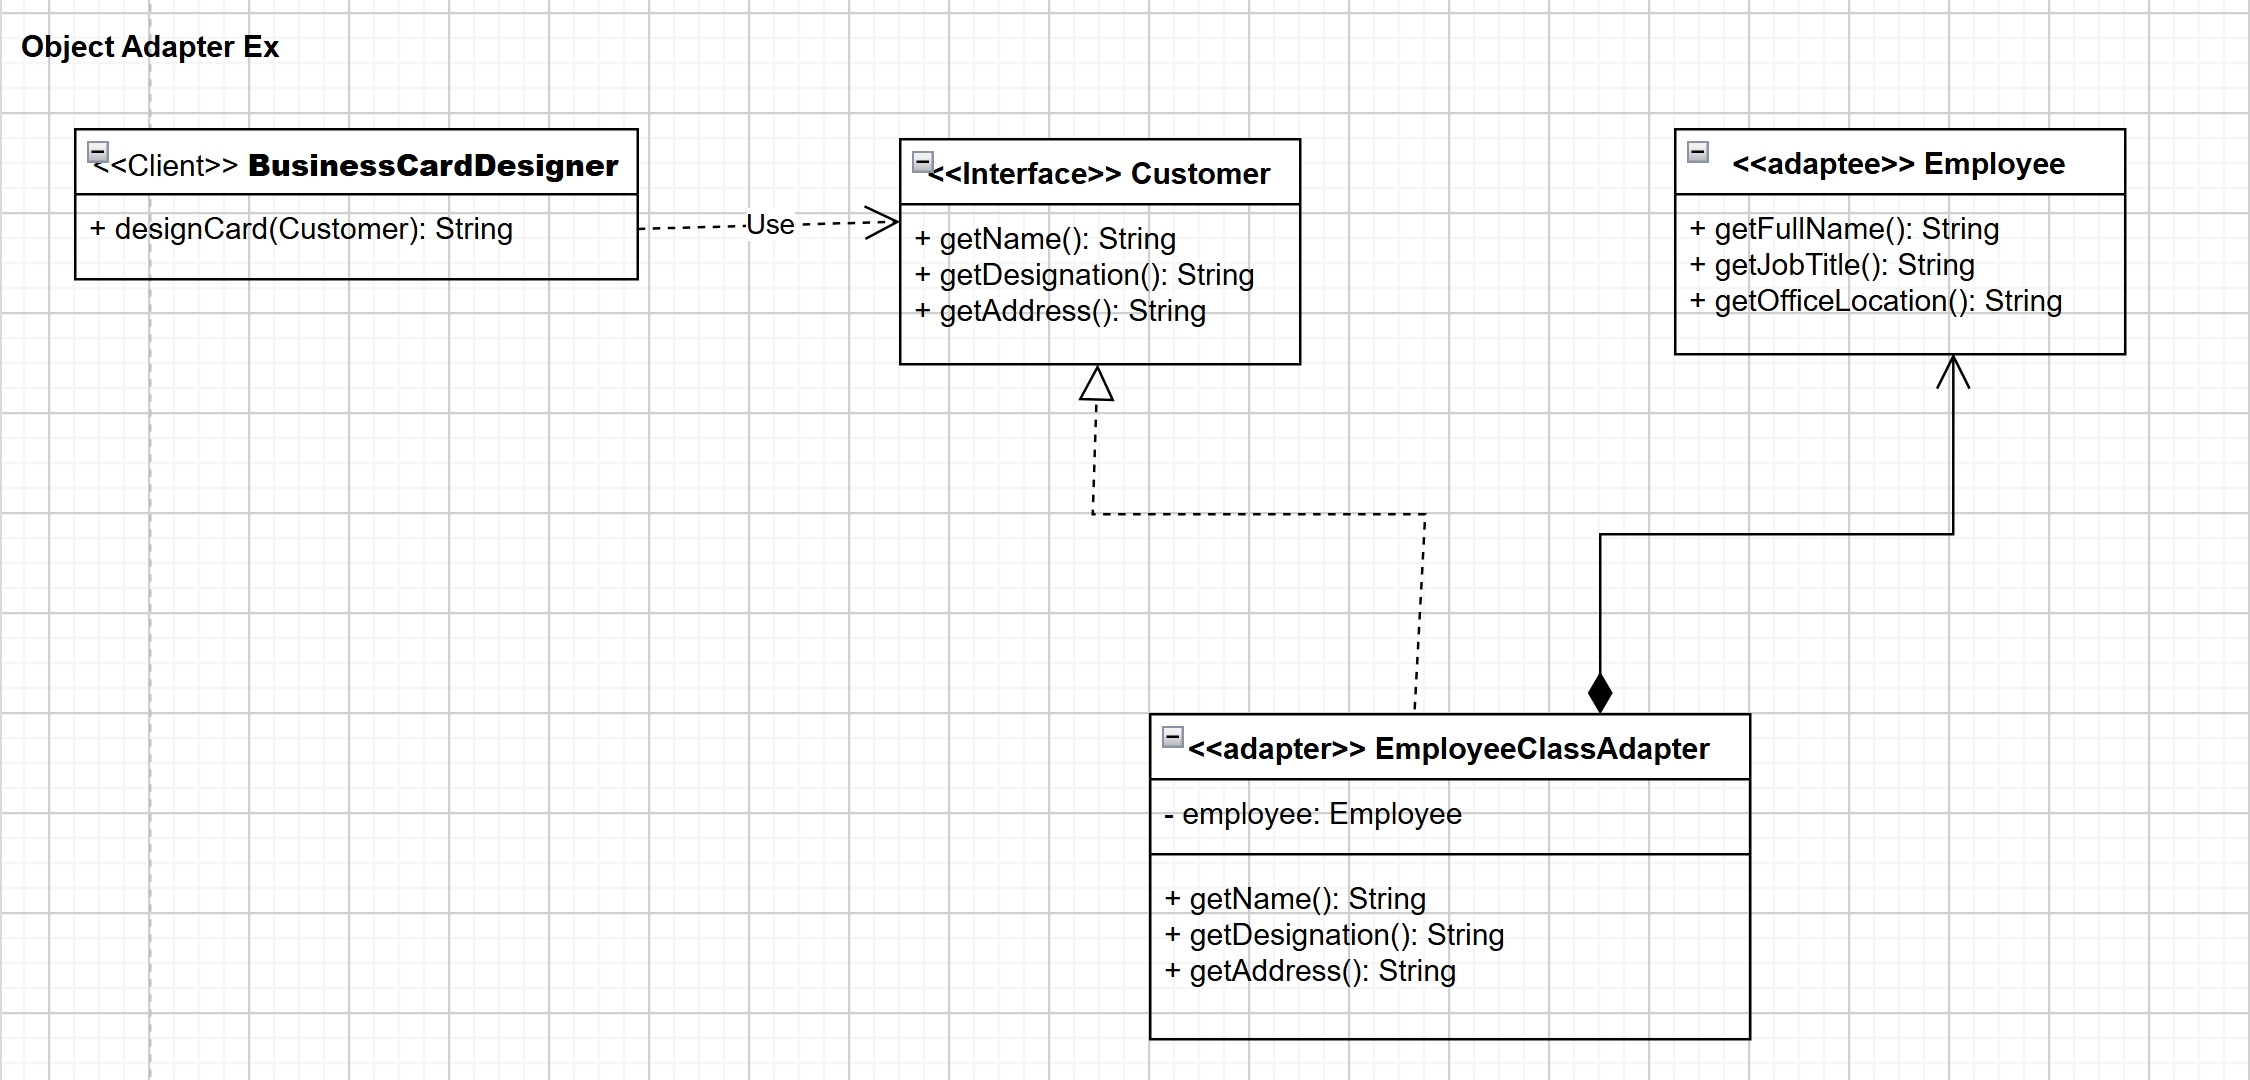 Object Adapter Ex
<<Client>> BusinessCardDesigner
+ designCard(Customer): String
Use
<<Interface>> Customer
+ getName(): String
+ getDesignation(): String
+ getAddress(): String
<<adaptee>> Employee
+ getFullName(): String
+ getJobTitle(): String
+ getOfficeLocation(): String
<<adapter>> EmployeeClassAdapter
- employee: Employee
+ getName(): String
+ getDesignation(): String
+ getAddress(): String